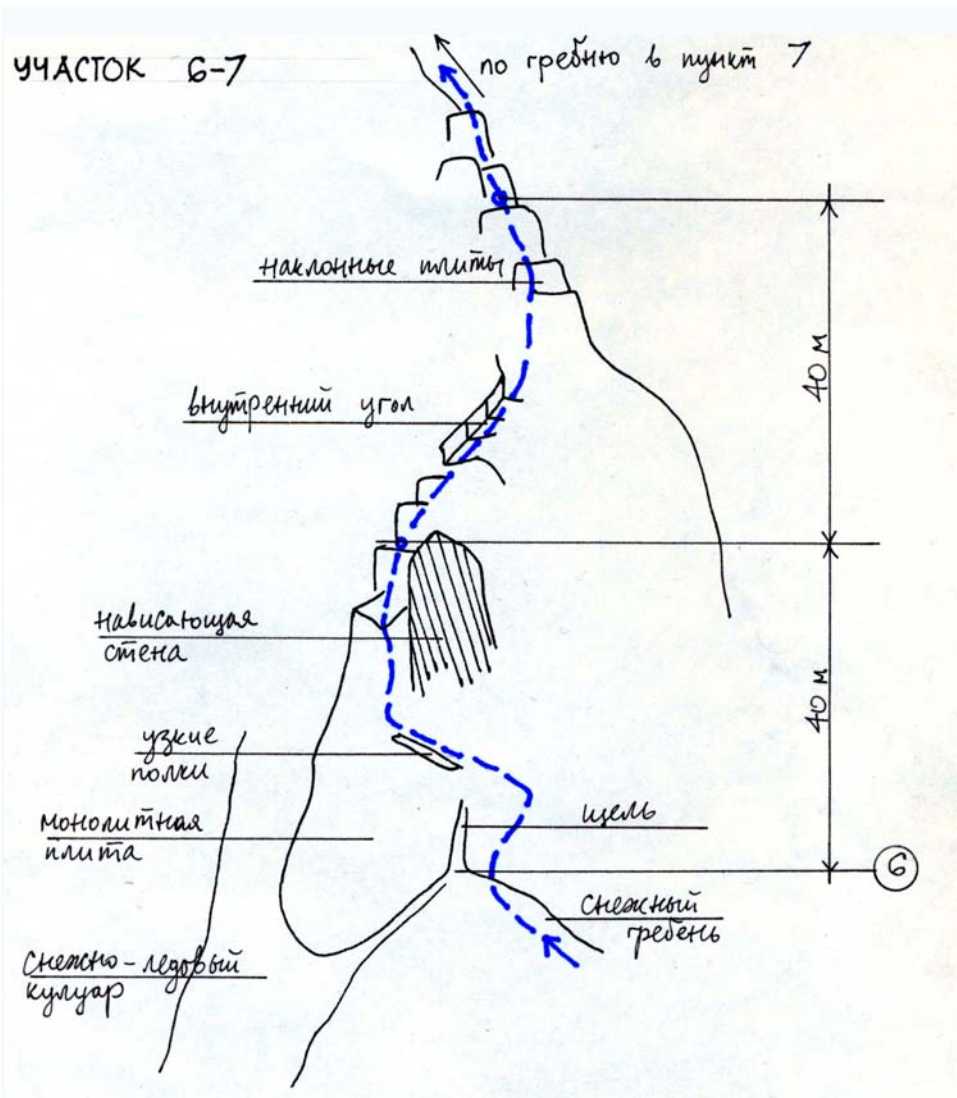 УЧАСТОК 6-7
по гребню в пункт 7
наклонные плиты
40 м
внутренний угол
нависающая
стена
40 м
узкие
полки
щель
монолитная
плита
6
снежный
гребень
снежно-ледовый
кулуар